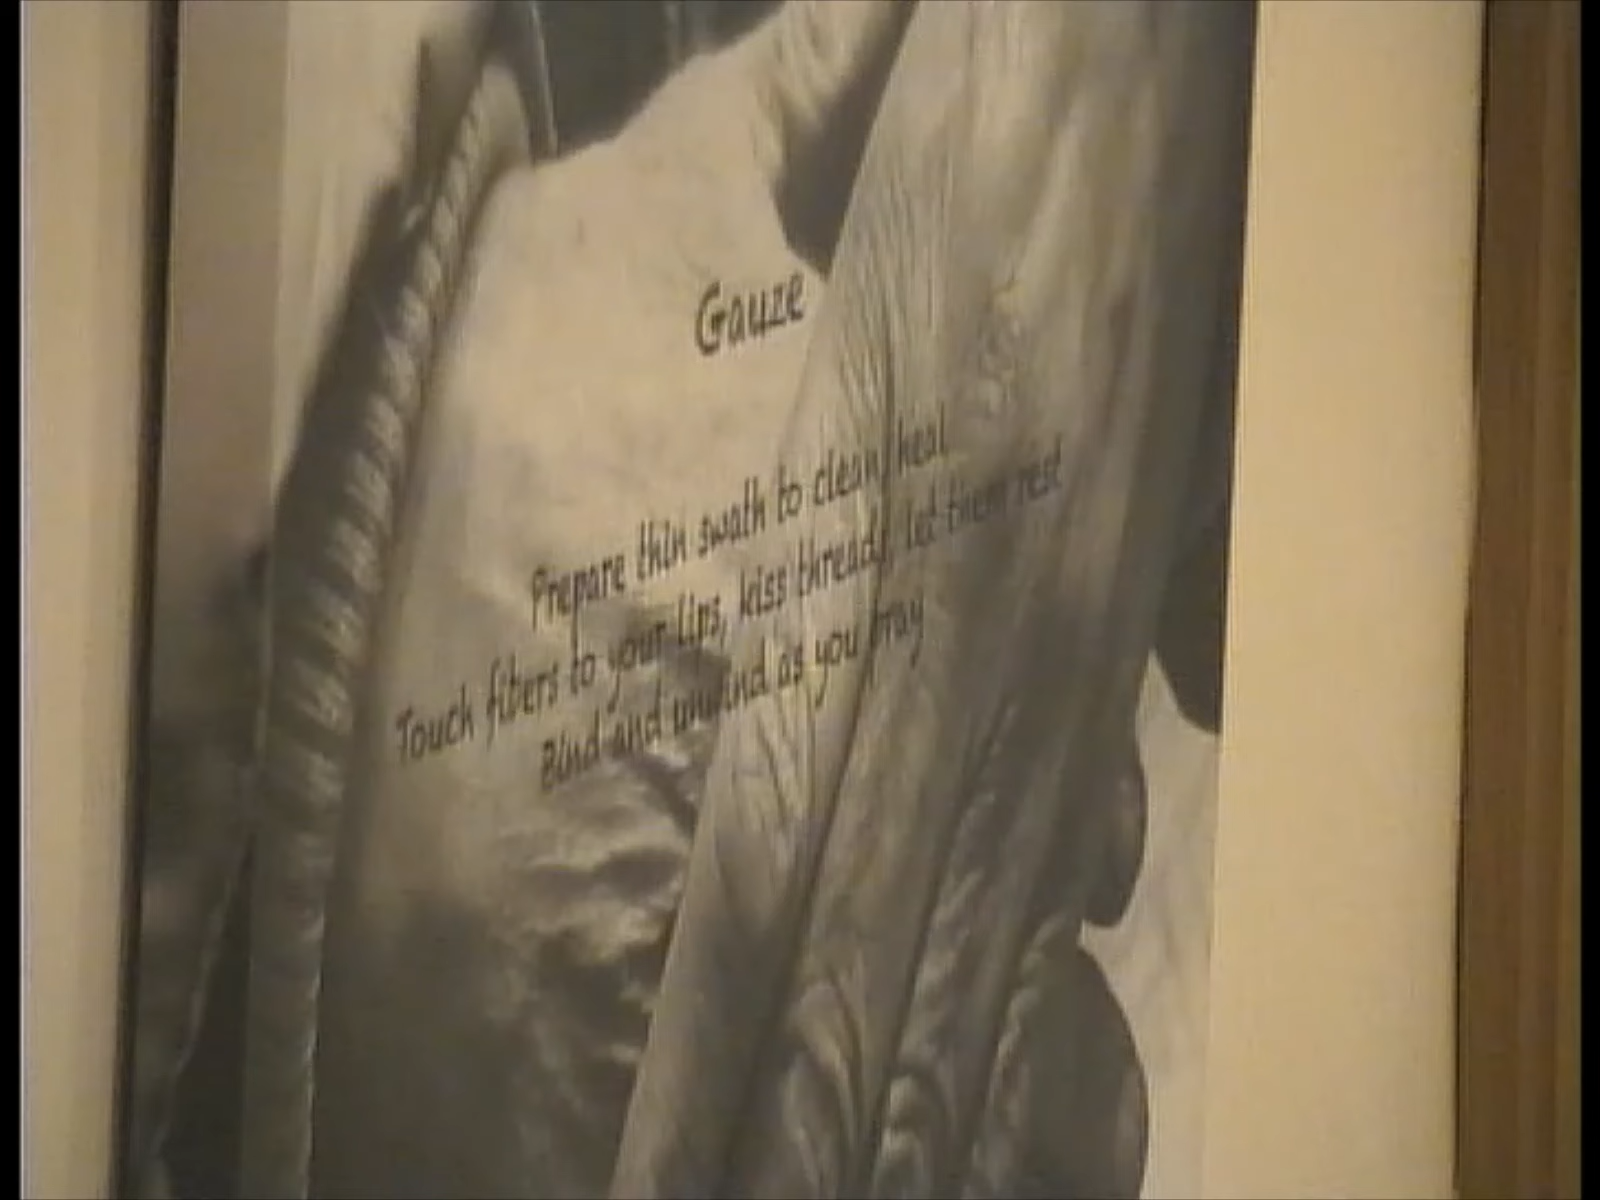 Gauze
Prepare thin swath to clean, heal
Touch fibers to your lips, kiss threads, let them rest
Bind and unwind as you pray